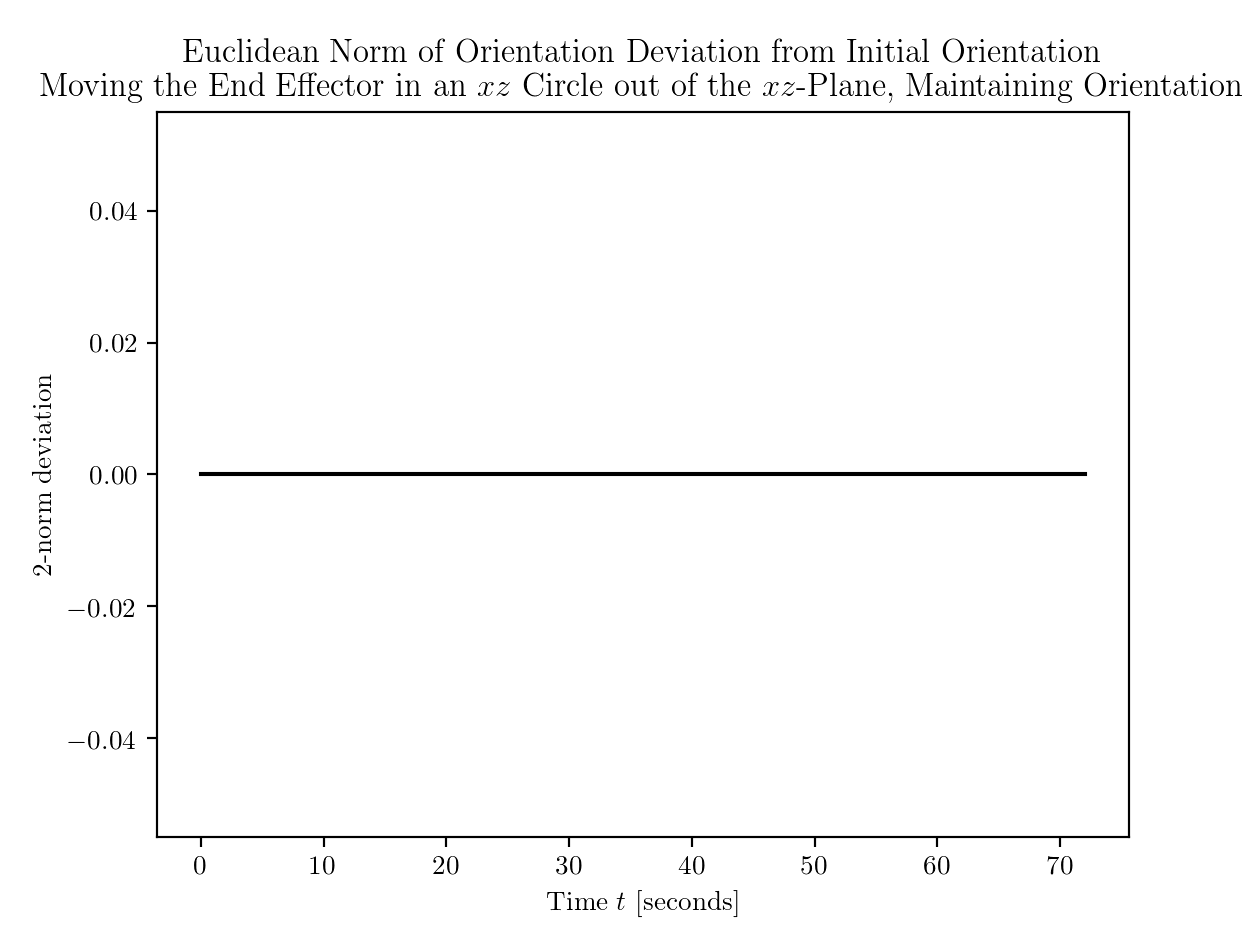 Euclidean Norm of Orientation Deviation from Initial Orientation
Moving the End Effector in an xz Circle out of the xz-Plane, Maintaining Orientation
0.04
0.02
0.00
−0.02
−0.04
2-norm deviation
0 10 20 30 40 50 60 70
Time t [seconds]